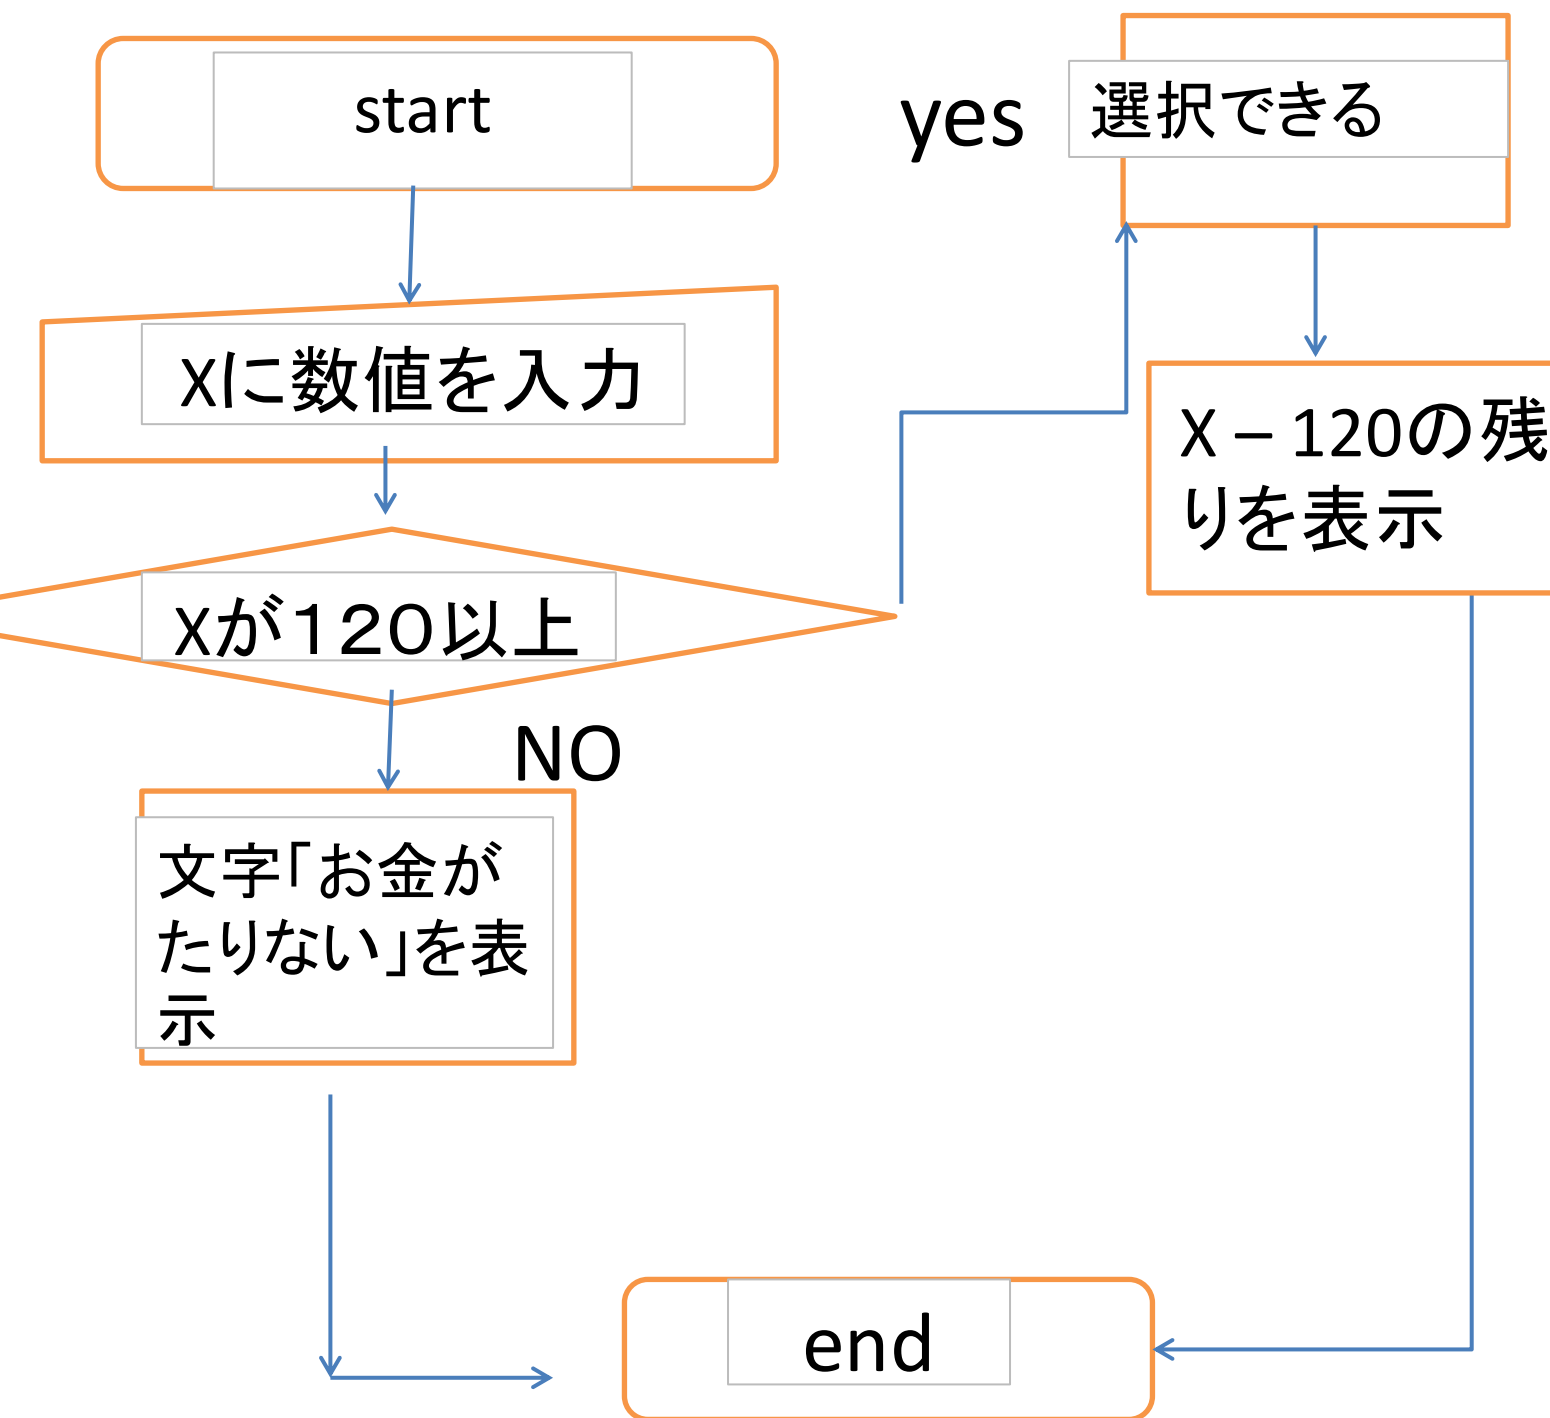 start
Xに数値を入力
Xが１２０以上
NO
文字「お金が
たりない」を表
示
yes
選択できる
X – 120の残
りを表示
end